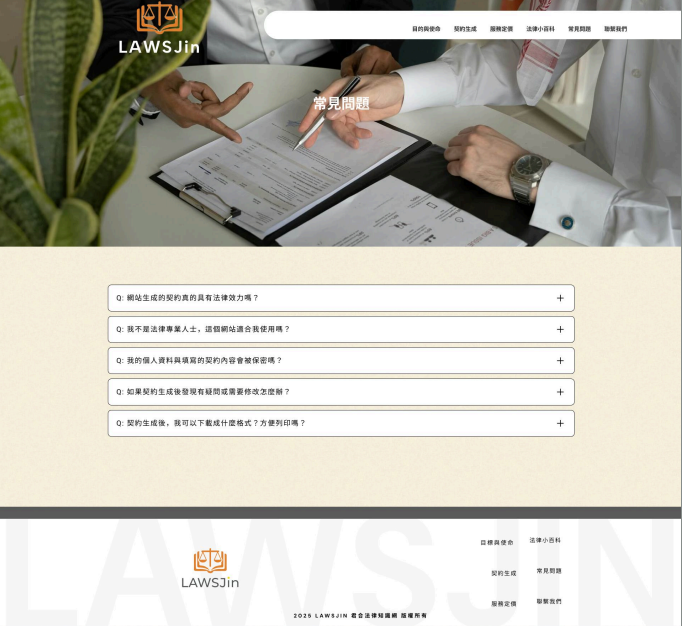 LAWSJin
目的與使命 契約生成 服務定價 法律小百科 常見問題 聯繫我們
常見問題
Q: 網站生成的契約真的具有法律效力嗎？
Q: 我不是法律專業人士，這個網站適合我使用嗎？
Q: 我的個人資料與填寫的契約內容會被保密嗎？
Q: 如果契約生成後發現有疑問或需要修改怎麼辦？
Q: 契約生成後，我可以下載成什麼格式？方便列印嗎？
LAWSJIN
LAWSJin
目標與使命 法律小百科
契約生成 常見問題
服務定價 聯繫我們
2025 LAWSJIN 君合法律知識網 版權所有